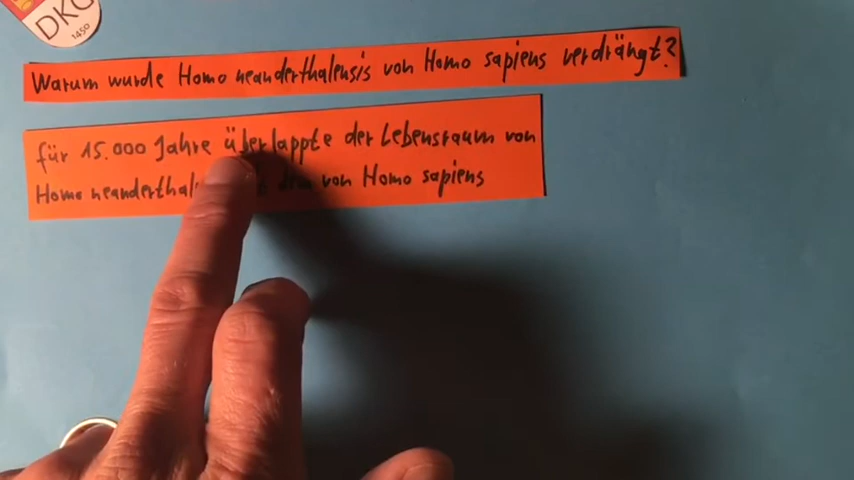 DKG
1450
Warum wurde Homo neanderthalensis von Homo sapiens verdrängt?
für 15.000 Jahre überlappte der Lebensraum von
Homo neanderthal von Homo sapiens